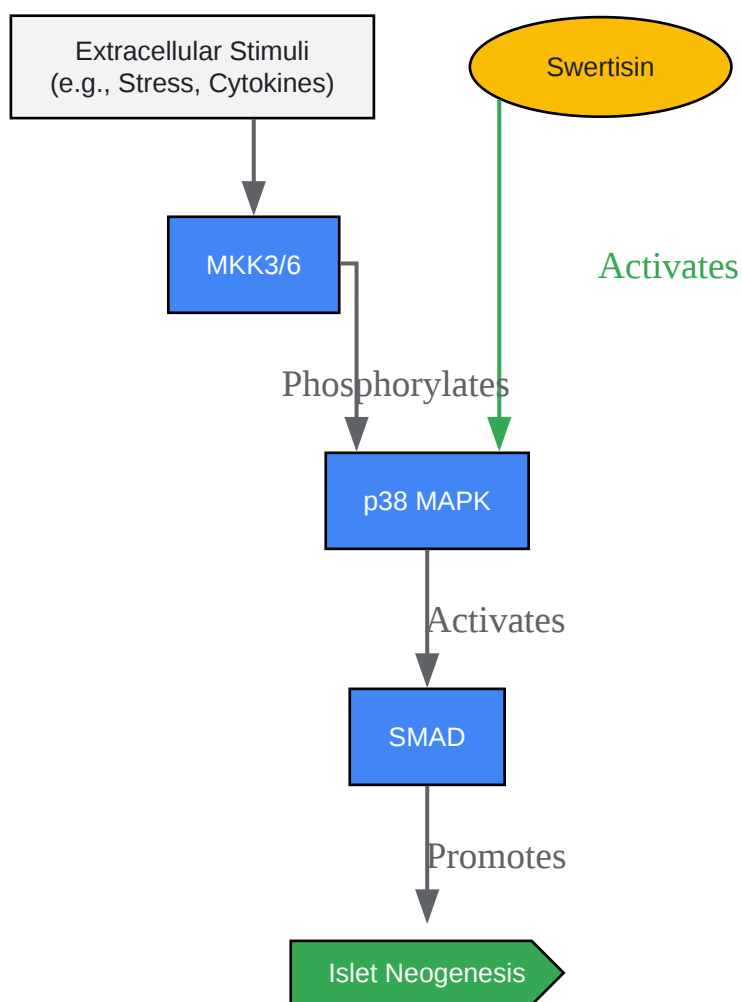 Extracellular Stimuli
(e.g., Stress, Cytokines)
Swertisin
MKK3/6
Activates
Phosphorylates
p38 MAPK
Activates
SMAD
Promotes
Islet Neogenesis